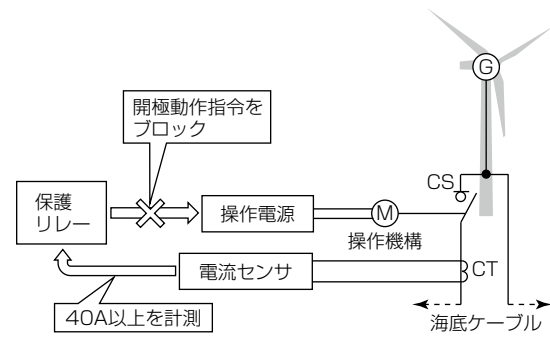 G
開極動作指令を
ブロック
CS
保護
リレー
操作電源
M
操作機構
電流センサ
CT
40A以上を計測
海底ケーブル